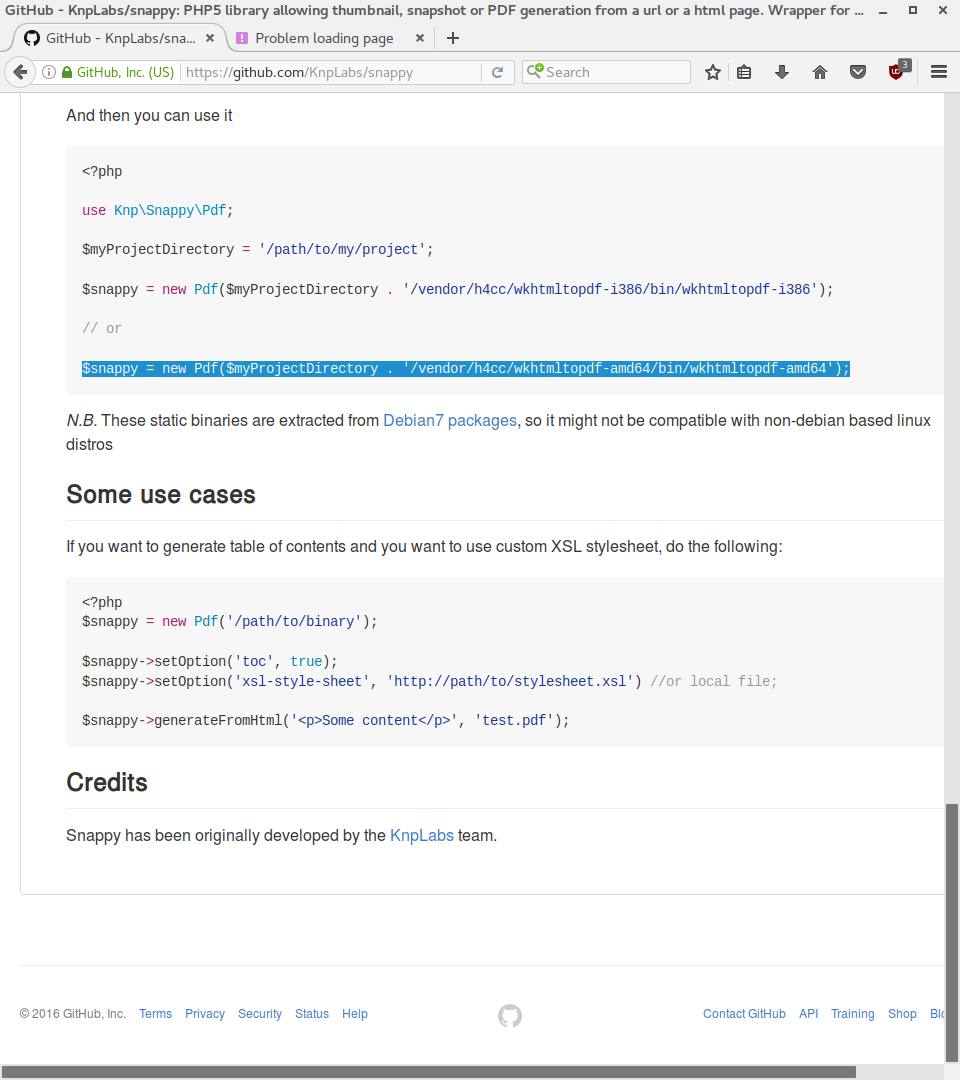 GitHub - KnpLabs/snappy: PHP5 library allowing thumbnail, snapshot or PDF generation from a url or a html page. Wrapper for ...
GitHub - KnpLabs/sna...
Problem loading page
GitHub, Inc. (US)
https://github.com/KnpLabs/snappy
Search
3
And then you can use it
<?php
use Knp\Snappy\Pdf;
$myProjectDirectory = '/path/to/my/project';
$snappy = new Pdf($myProjectDirectory . '/vendor/h4cc/wkhtmltopdf-i386/bin/wkhtmltopdf-i386');
// or
$snappy = new Pdf($myProjectDirectory . '/vendor/h4cc/wkhtmltopdf-amd64/bin/wkhtmltopdf-amd64');
N.B. These static binaries are extracted from Debian7 packages, so it might not be compatible with non-debian based linux
distros
Some use cases
If you want to generate table of contents and you want to use custom XSL stylesheet, do the following:
<?php
$snappy = new Pdf('/path/to/binary');
$snappy->setOption('toc', true);
$snappy->setOption('xsl-style-sheet', 'http://path/to/stylesheet.xsl') //or local file;
$snappy->generateFromHtml('<p>Some content</p>', 'test.pdf');
Credits
Snappy has been originally developed by the KnpLabs team.
© 2016 GitHub, Inc. Terms Privacy Security Status Help
Contact GitHub API Training Shop